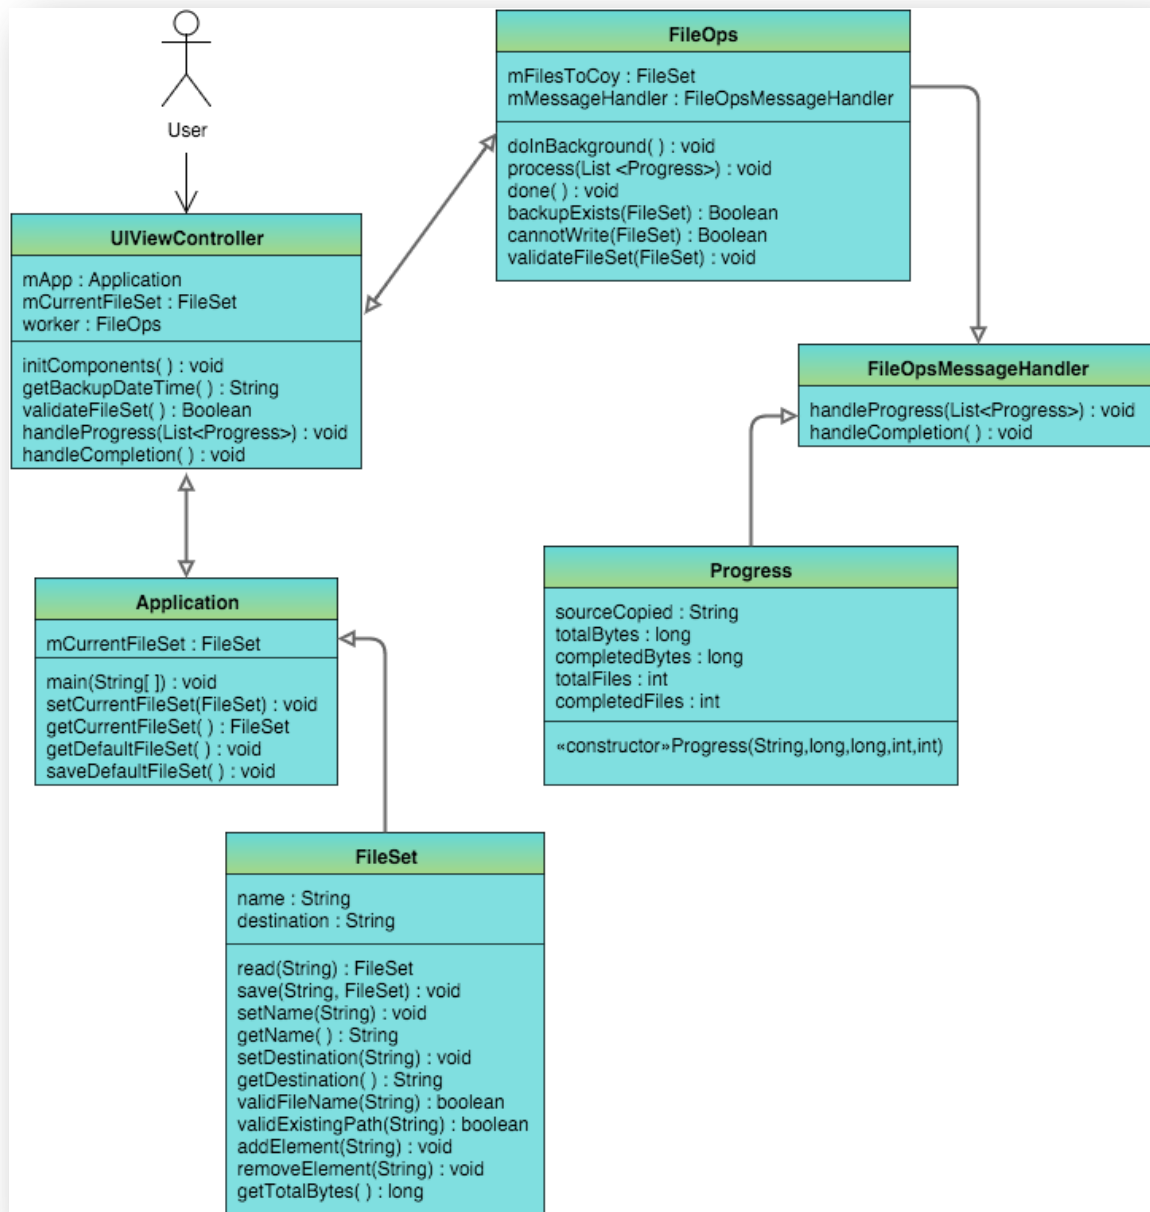 User
UIViewController
mApp : Application
mCurrentFileSet : FileSet
worker : FileOps
initComponents( ) : void
getBackupDateTime( ) : String
validateFileSet( ) : Boolean
handleProgress(List<Progress>) : void
handleCompletion( ) : void
FileOps
mFilesToCoy : FileSet
mMessageHandler : FileOpsMessageHandler
doInBackground( ) : void
process(List <Progress>) : void
done( ) : void
backupExists(FileSet) : Boolean
cannotWrite(FileSet) : Boolean
validateFileSet(FileSet) : void
FileOpsMessageHandler
handleProgress(List<Progress>) : void
handleCompletion( ) : void
Application
mCurrentFileSet : FileSet
main(String[ ]) : void
setCurrentFileSet(FileSet) : void
getCurrentFileSet( ) : FileSet
getDefaultFileSet( ) : void
saveDefaultFileSet( ) : void
Progress
sourceCopied : String
totalBytes : long
completedBytes : long
totalFiles : int
completedFiles : int
«constructor»Progress(String,long,long,int,int)
FileSet
name : String
destination : String
read(String) : FileSet
save(String, FileSet) : void
setName(String) : void
getName( ) : String
setDestination(String) : void
getDestination( ) : String
validFileName(String) : boolean
validExistingPath(String) : boolean
addElement(String) : void
removeElement(String) : void
getTotalBytes( ) : long